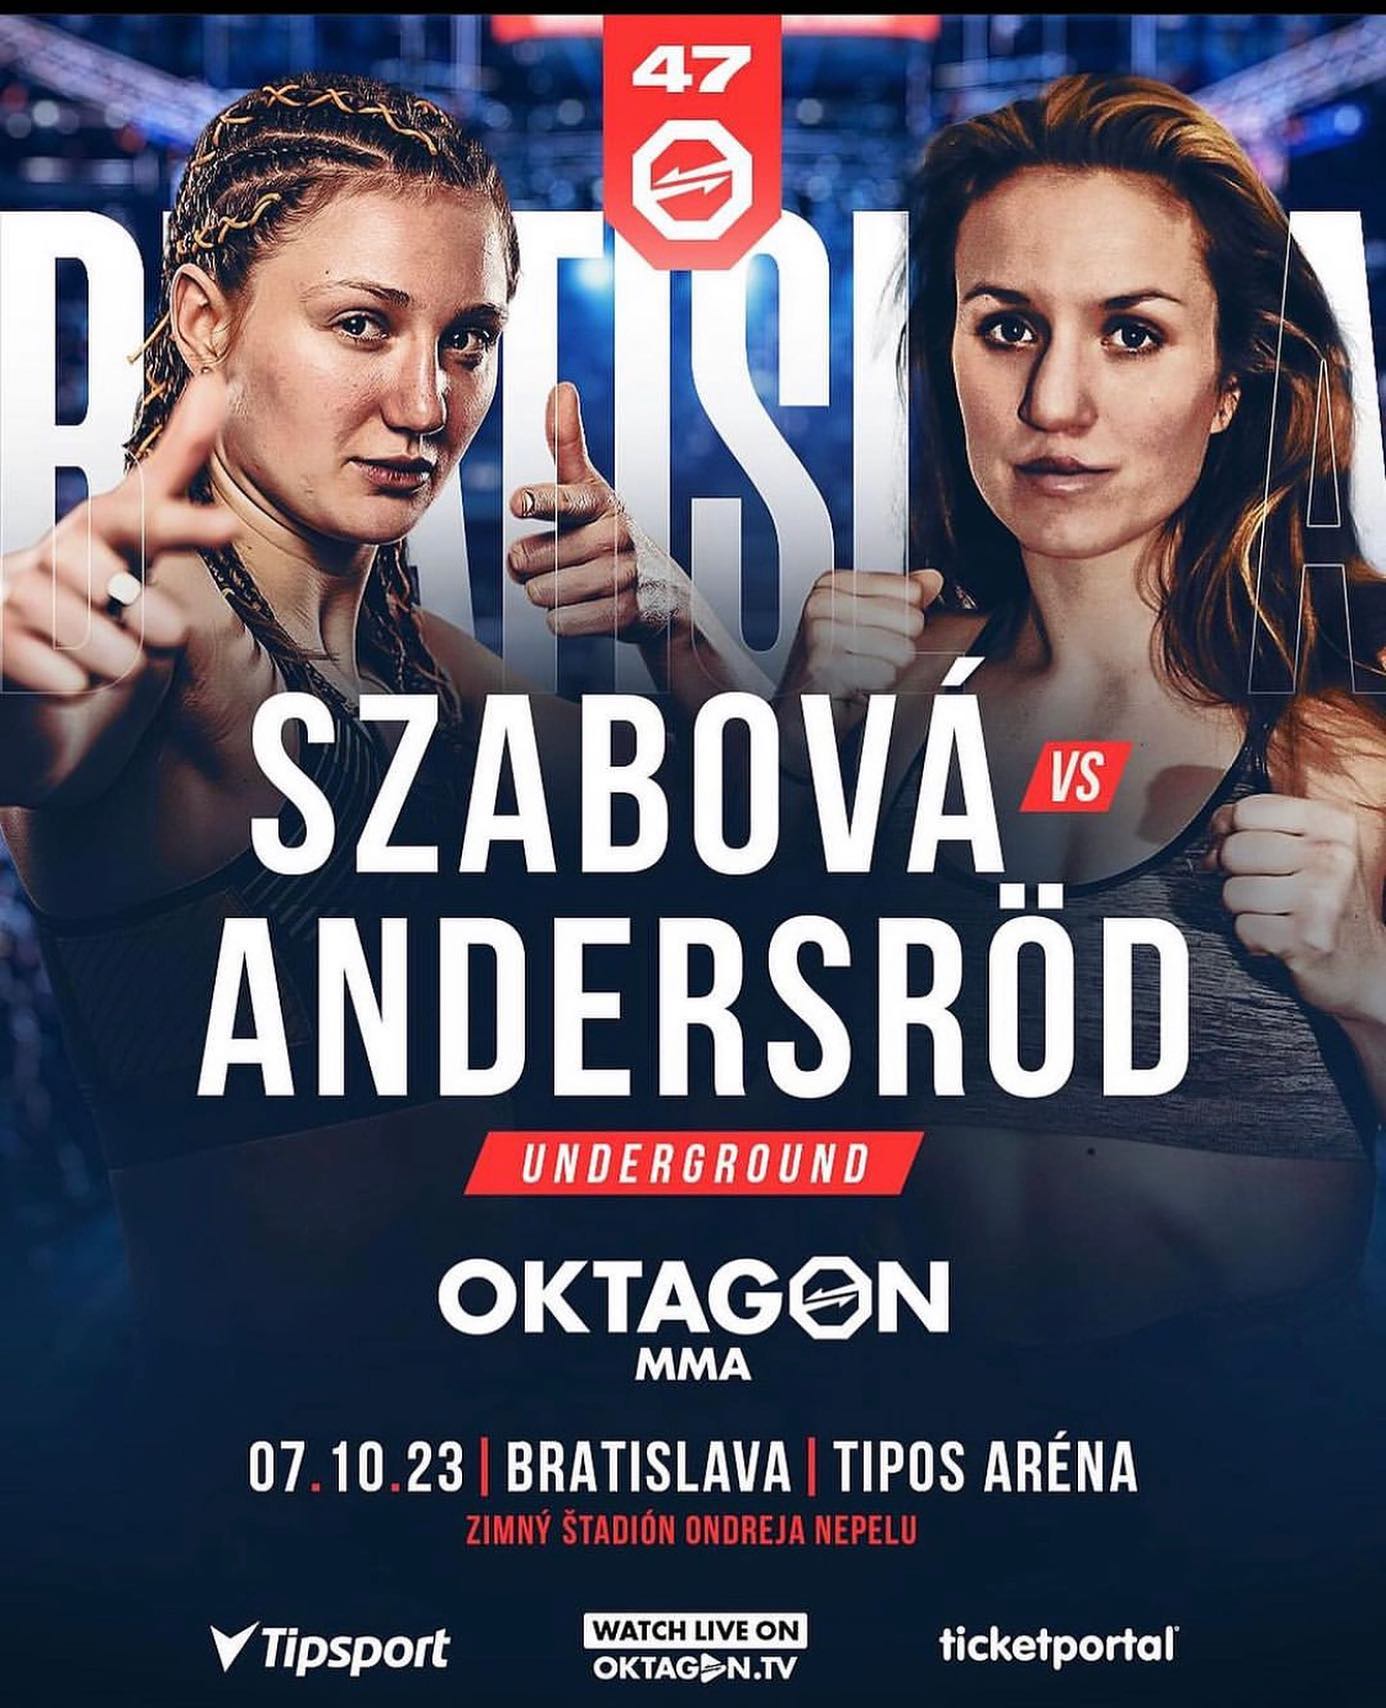 47
BRATISLAVA
SZABOVÁ VS
ANDERSRÖD
UNDERGROUND
OKTAGON
MMA
07.10.23 | BRATISLAVA | TIPOS ARÉNA
ZIMNÝ ŠTADIÓN ONDREJA NEPELU
Tipsport
WATCH LIVE ON
OKTAGON.TV
ticketportal